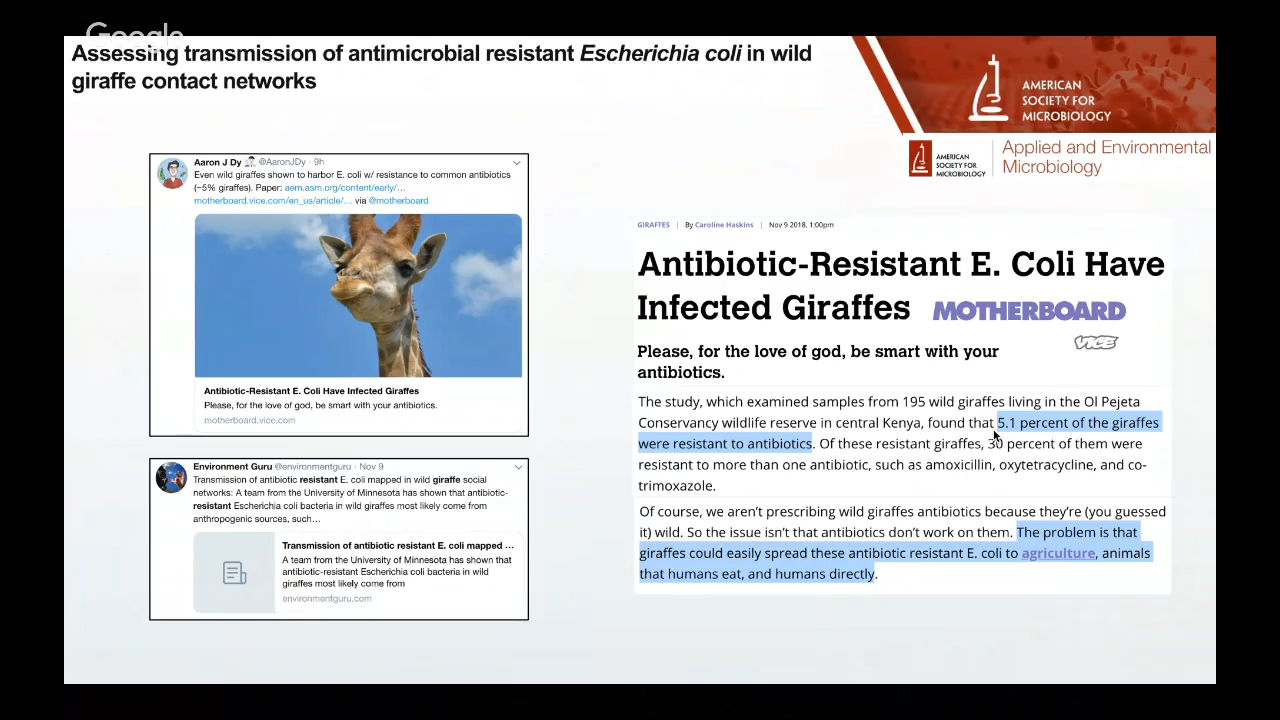 Google
Assessing transmission of antimicrobial resistant Escherichia coli in wild
giraffe contact networks
AMERICAN
SOCIETY FOR
MICROBIOLOGY
AMERICAN
SOCIETY FOR
MICROBIOLOGY
Applied and Environmental
Microbiology
Aaron J Dy @AaronJDy · 9h
Even wild giraffes shown to harbor E. coli w/ resistance to common antibiotics
(~5% giraffes). Paper: aem.asm.org/content/early/…
motherboard.vice.com/en_us/article/… via @motherboard
Antibiotic-Resistant E. Coli Have Infected Giraffes
Please, for the love of god, be smart with your antibiotics.
motherboard.vice.com
Environment Guru @environmentguru · Nov 9
Transmission of antibiotic resistant E. coli mapped in wild giraffe social
networks: A team from the University of Minnesota has shown that antibiotic-
resistant Escherichia coli bacteria in wild giraffes most likely come from
anthropogenic sources, such…
Transmission of antibiotic resistant E. coli mapped ...
A team from the University of Minnesota has shown that
antibiotic-resistant Escherichia coli bacteria in wild
giraffes most likely come from
environmentguru.com
GIRAFFES | By Caroline Haskins | Nov 9 2018, 1:00pm
Antibiotic-Resistant E. Coli Have
Infected Giraffes
MOTHERBOARD
VICE
Please, for the love of god, be smart with your
antibiotics.
The study, which examined samples from 195 wild giraffes living in the Ol Pejeta
Conservancy wildlife reserve in central Kenya, found that 5.1 percent of the giraffes
were resistant to antibiotics. Of these resistant giraffes, 30 percent of them were
resistant to more than one antibiotic, such as amoxicillin, oxytetracycline, and co-
trimoxazole.
Of course, we aren't prescribing wild giraffes antibiotics because they're (you guessed
it) wild. So the issue isn't that antibiotics don't work on them. The problem is that
giraffes could easily spread these antibiotic resistant E. coli to agriculture, animals
that humans eat, and humans directly.